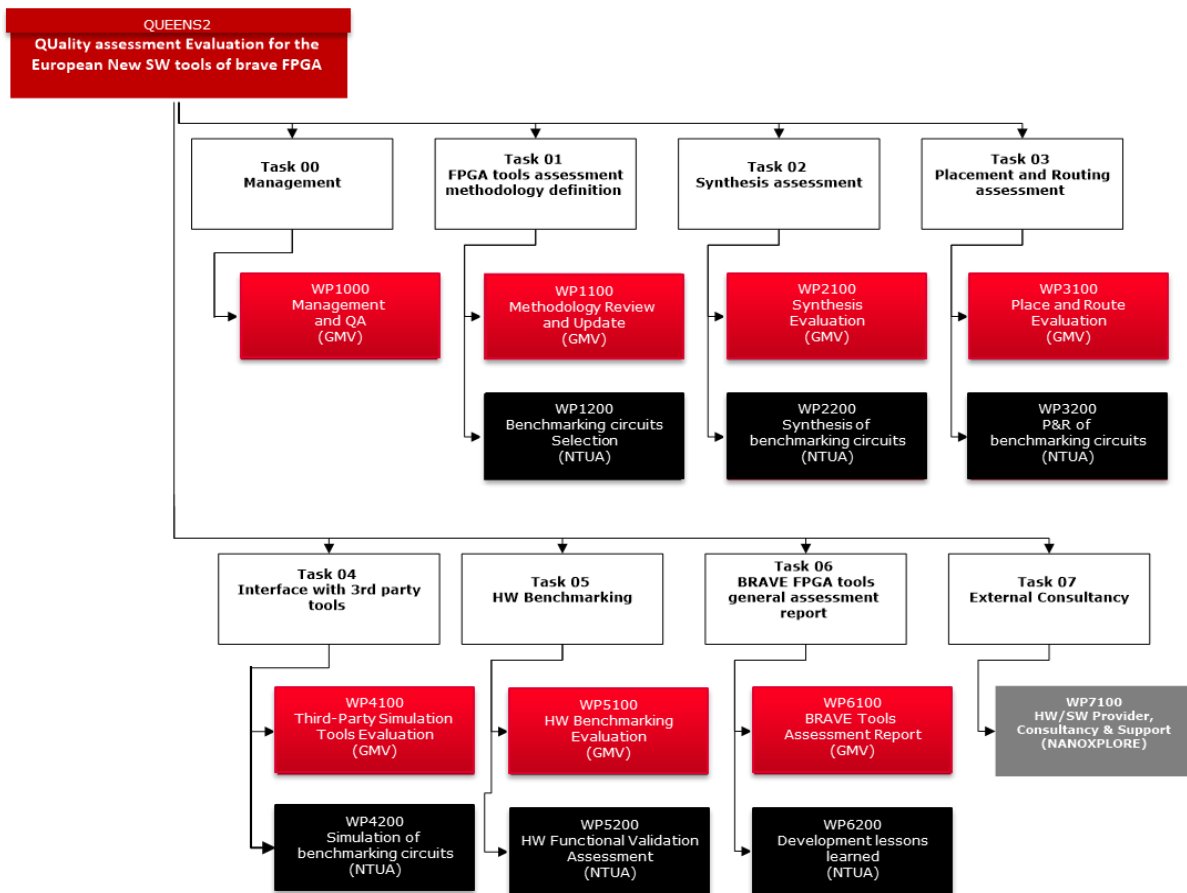 QUEENS2
QUality assessment Evaluation for the
European New SW tools of brave FPGA
Task 00
Management
Task 01
FPGA tools assessment
methodology definition
Task 02
Synthesis assessment
Task 03
Placement and Routing
assessment
WP1000
Management
and QA
(GMV)
WP1100
Methodology Review
and Update
(GMV)
WP2100
Synthesis
Evaluation
(GMV)
WP3100
Place and Route
Evaluation
(GMV)
WP1200
Benchmarking circuits
Selection
(NTUA)
WP2200
Synthesis of
benchmarking circuits
(NTUA)
WP3200
P&R of
benchmarking circuits
(NTUA)
Task 04
Interface with 3rd party
tools
Task 05
HW Benchmarking
Task 06
BRAVE FPGA tools
general assessment
report
Task 07
External Consultancy
WP4100
Third-Party Simulation
Tools Evaluation
(GMV)
WP5100
HW Benchmarking
Evaluation
(GMV)
WP6100
BRAVE Tools
Assessment Report
(GMV)
WP7100
HW/SW Provider,
Consultancy & Support
(NANOXPLORE)
WP4200
Simulation of
benchmarking circuits
(NTUA)
WP5200
HW Functional Validation
Assessment
(NTUA)
WP6200
Development lessons
learned
(NTUA)